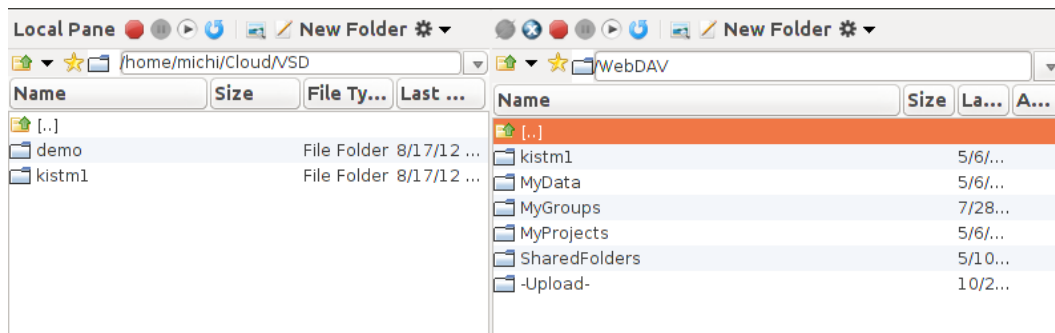 Local Pane New Folder
/home/michi/Cloud/VSD
Name Size File Ty... Last ...
[..]
demo File Folder 8/17/12 ...
kistm1 File Folder 8/17/12 ...
New Folder
/WebDAV
Name Size La... A...
[..]
kistm1 5/6/...
MyData 5/6/...
MyGroups 7/28...
MyProjects 5/6/...
SharedFolders 5/10...
-Upload- 10/2...